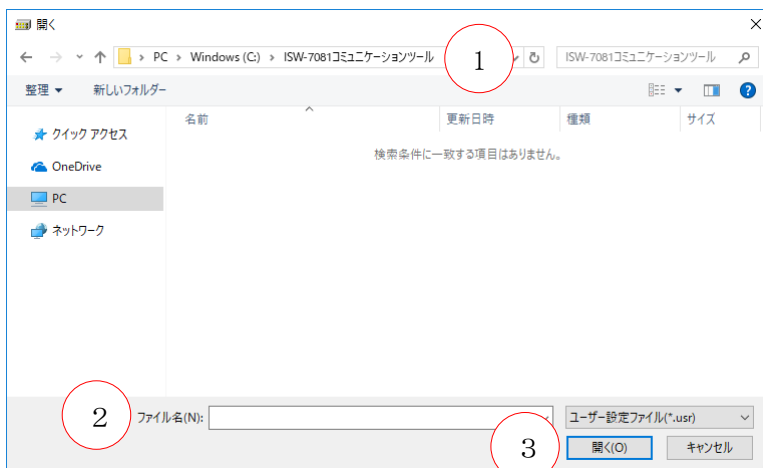 開く
PC > Windows (C:) > ISW-7081コミュニケーションツール
1
ISW-7081コミュニケーションツール
整理 新しいフォルダー
名前 更新日時 種類 サイズ
検索条件に一致する項目はありません。
クイック アクセス
OneDrive
PC
ネットワーク
2
ファイル名(N):
ユーザー設定ファイル(*.usr)
3
開く(O) キャンセル